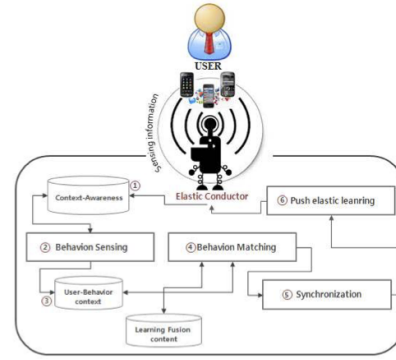 USER
Sensing information
Elastic Conductor
Context-Awareness
①
⑥ Push elastic leanring
② Behavion Sensing
④ Behavion Matching
③
User-Behavior
context
⑤ Synchronization
Learning Fusion
content